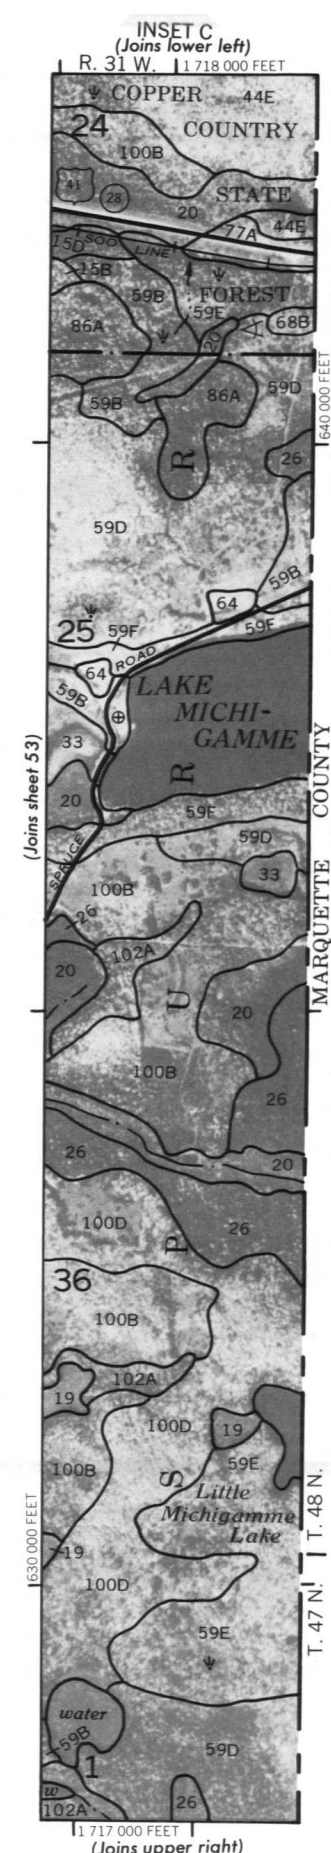 INSET C
(Joins lower left)
R. 31 W. 1 718 000 FEET
COPPER 44E
24 COUNTRY
100B
41 28 STATE
20
77A 44E
15D SOO LINE
15B 59B FOREST
59E
86A 20 68B
59B 86A 59D
640 000 FEET
R
26
59D
59B
64
25 59F 59F
64 ROAD
59B LAKE
MICHI-
GAMME
33
(Joins sheet 53)
MARQUETTE COUNTY
R
20 59F
SPRUCE 59D
100B 33
26
102A
20
U 20
100B
26
26 20
100D 26
P
36
100B
102A
19
100D 19
100B 59E
S
Little
Michigamme
Lake
T. 48 N.
630 000 FEET
19
100D
T. 47 N.
59E
water
59B 59D
1
w
102A 26
1 717 000 FEET
(Joins upper right)